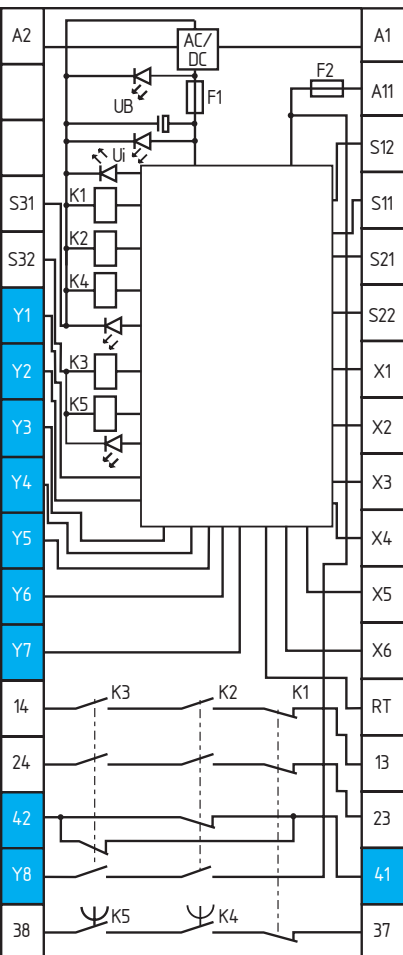 A2
AC/
DC
A1
F2
F1
A11
UB
S12
Ui
K1
S31
S11
K2
S32
S21
K4
Y1
S22
Y2
K3
X1
K5
Y3
X2
Y4
X3
Y5
X4
Y6
X5
Y7
X6
14
K3
K2
K1
RT
24
13
42
23
Y8
41
38
K5
K4
37